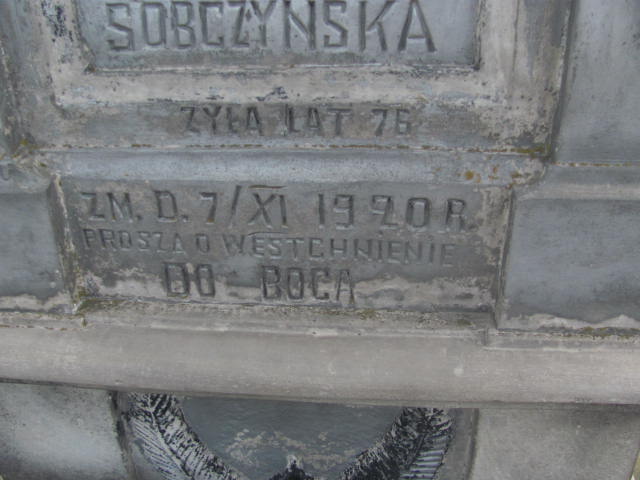 SOBCZYŃSKA
ŻYŁA LAT 76
ZM. D. 7/XI 1920 R.
PROSZĄ O WESTCHNIENIE
DO BOGA